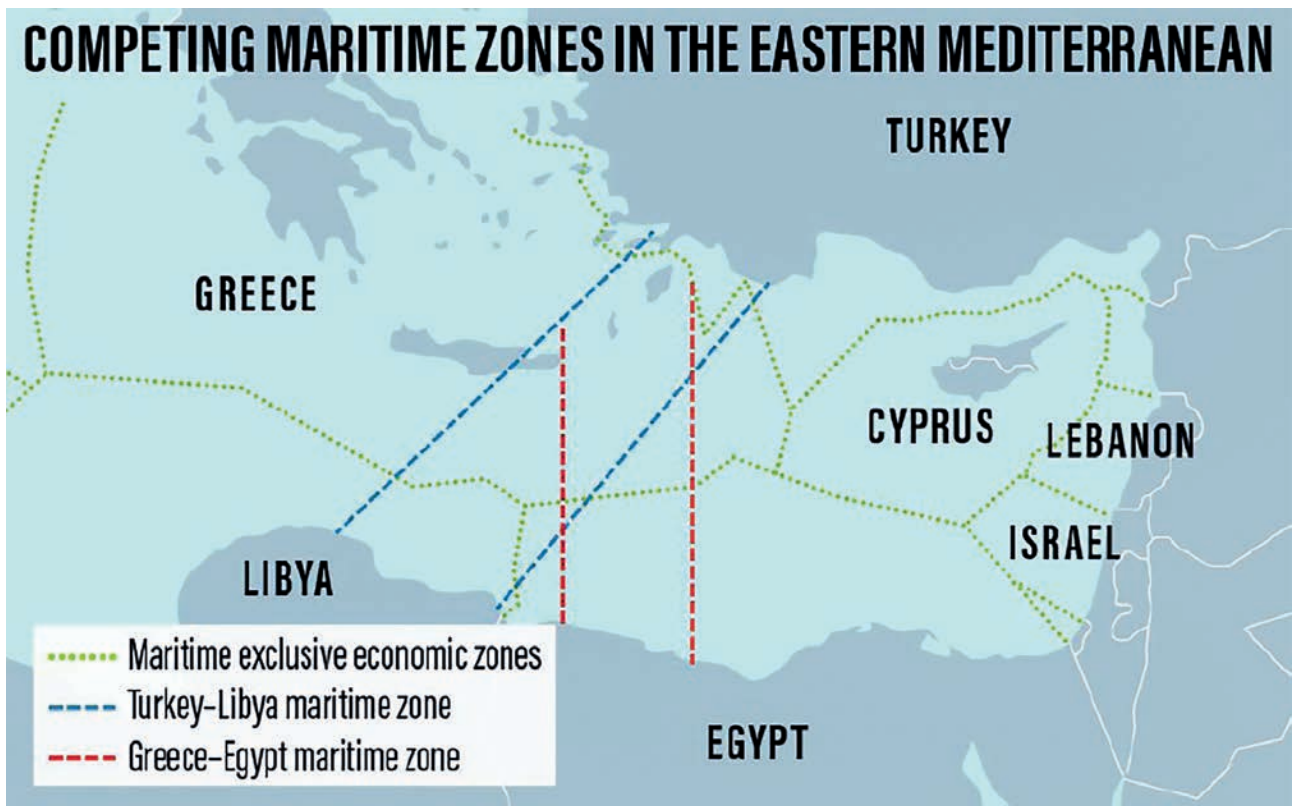 COMPETING MARITIME ZONES IN THE EASTERN MEDITERRANEAN
TURKEY
GREECE
CYPRUS
LEBANON
ISRAEL
LIBYA
EGYPT
Maritime exclusive economic zones
Turkey–Libya maritime zone
Greece–Egypt maritime zone